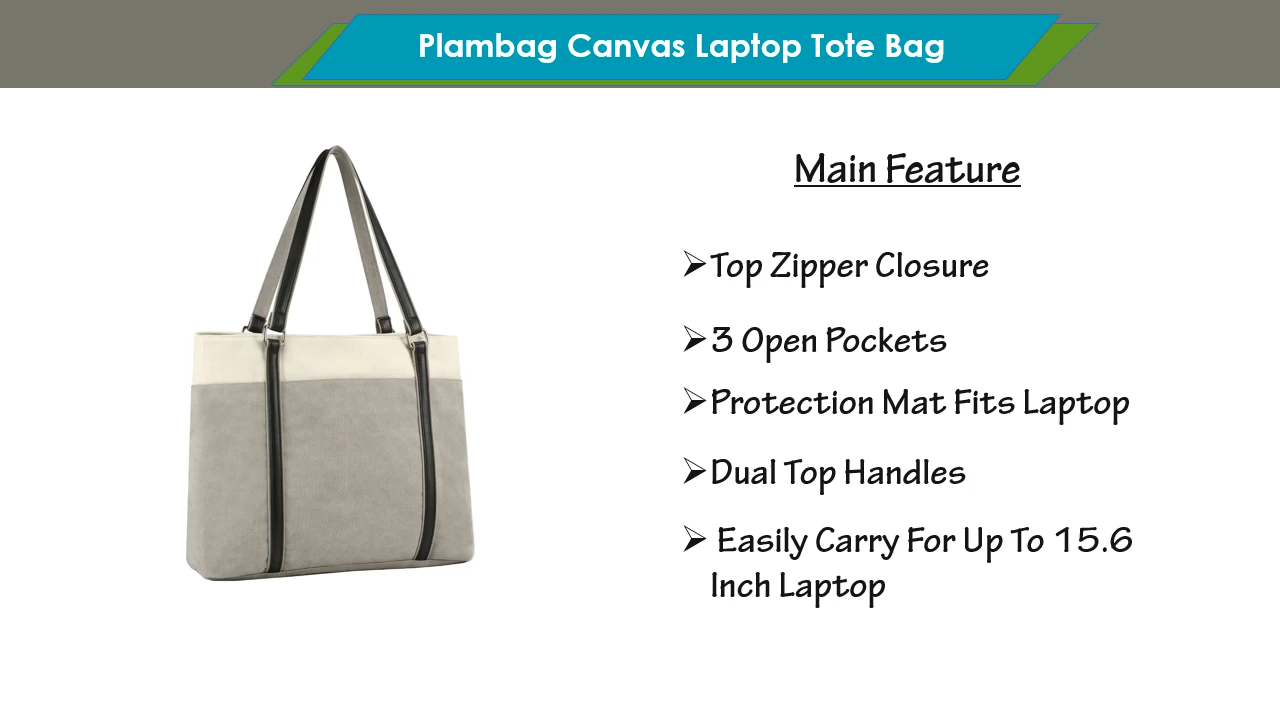 Plambag Canvas Laptop Tote Bag
Main Feature
➢Top Zipper Closure
➢3 Open Pockets
➢Protection Mat Fits Laptop
➢Dual Top Handles
➢ Easily Carry For Up To 15.6
Inch Laptop